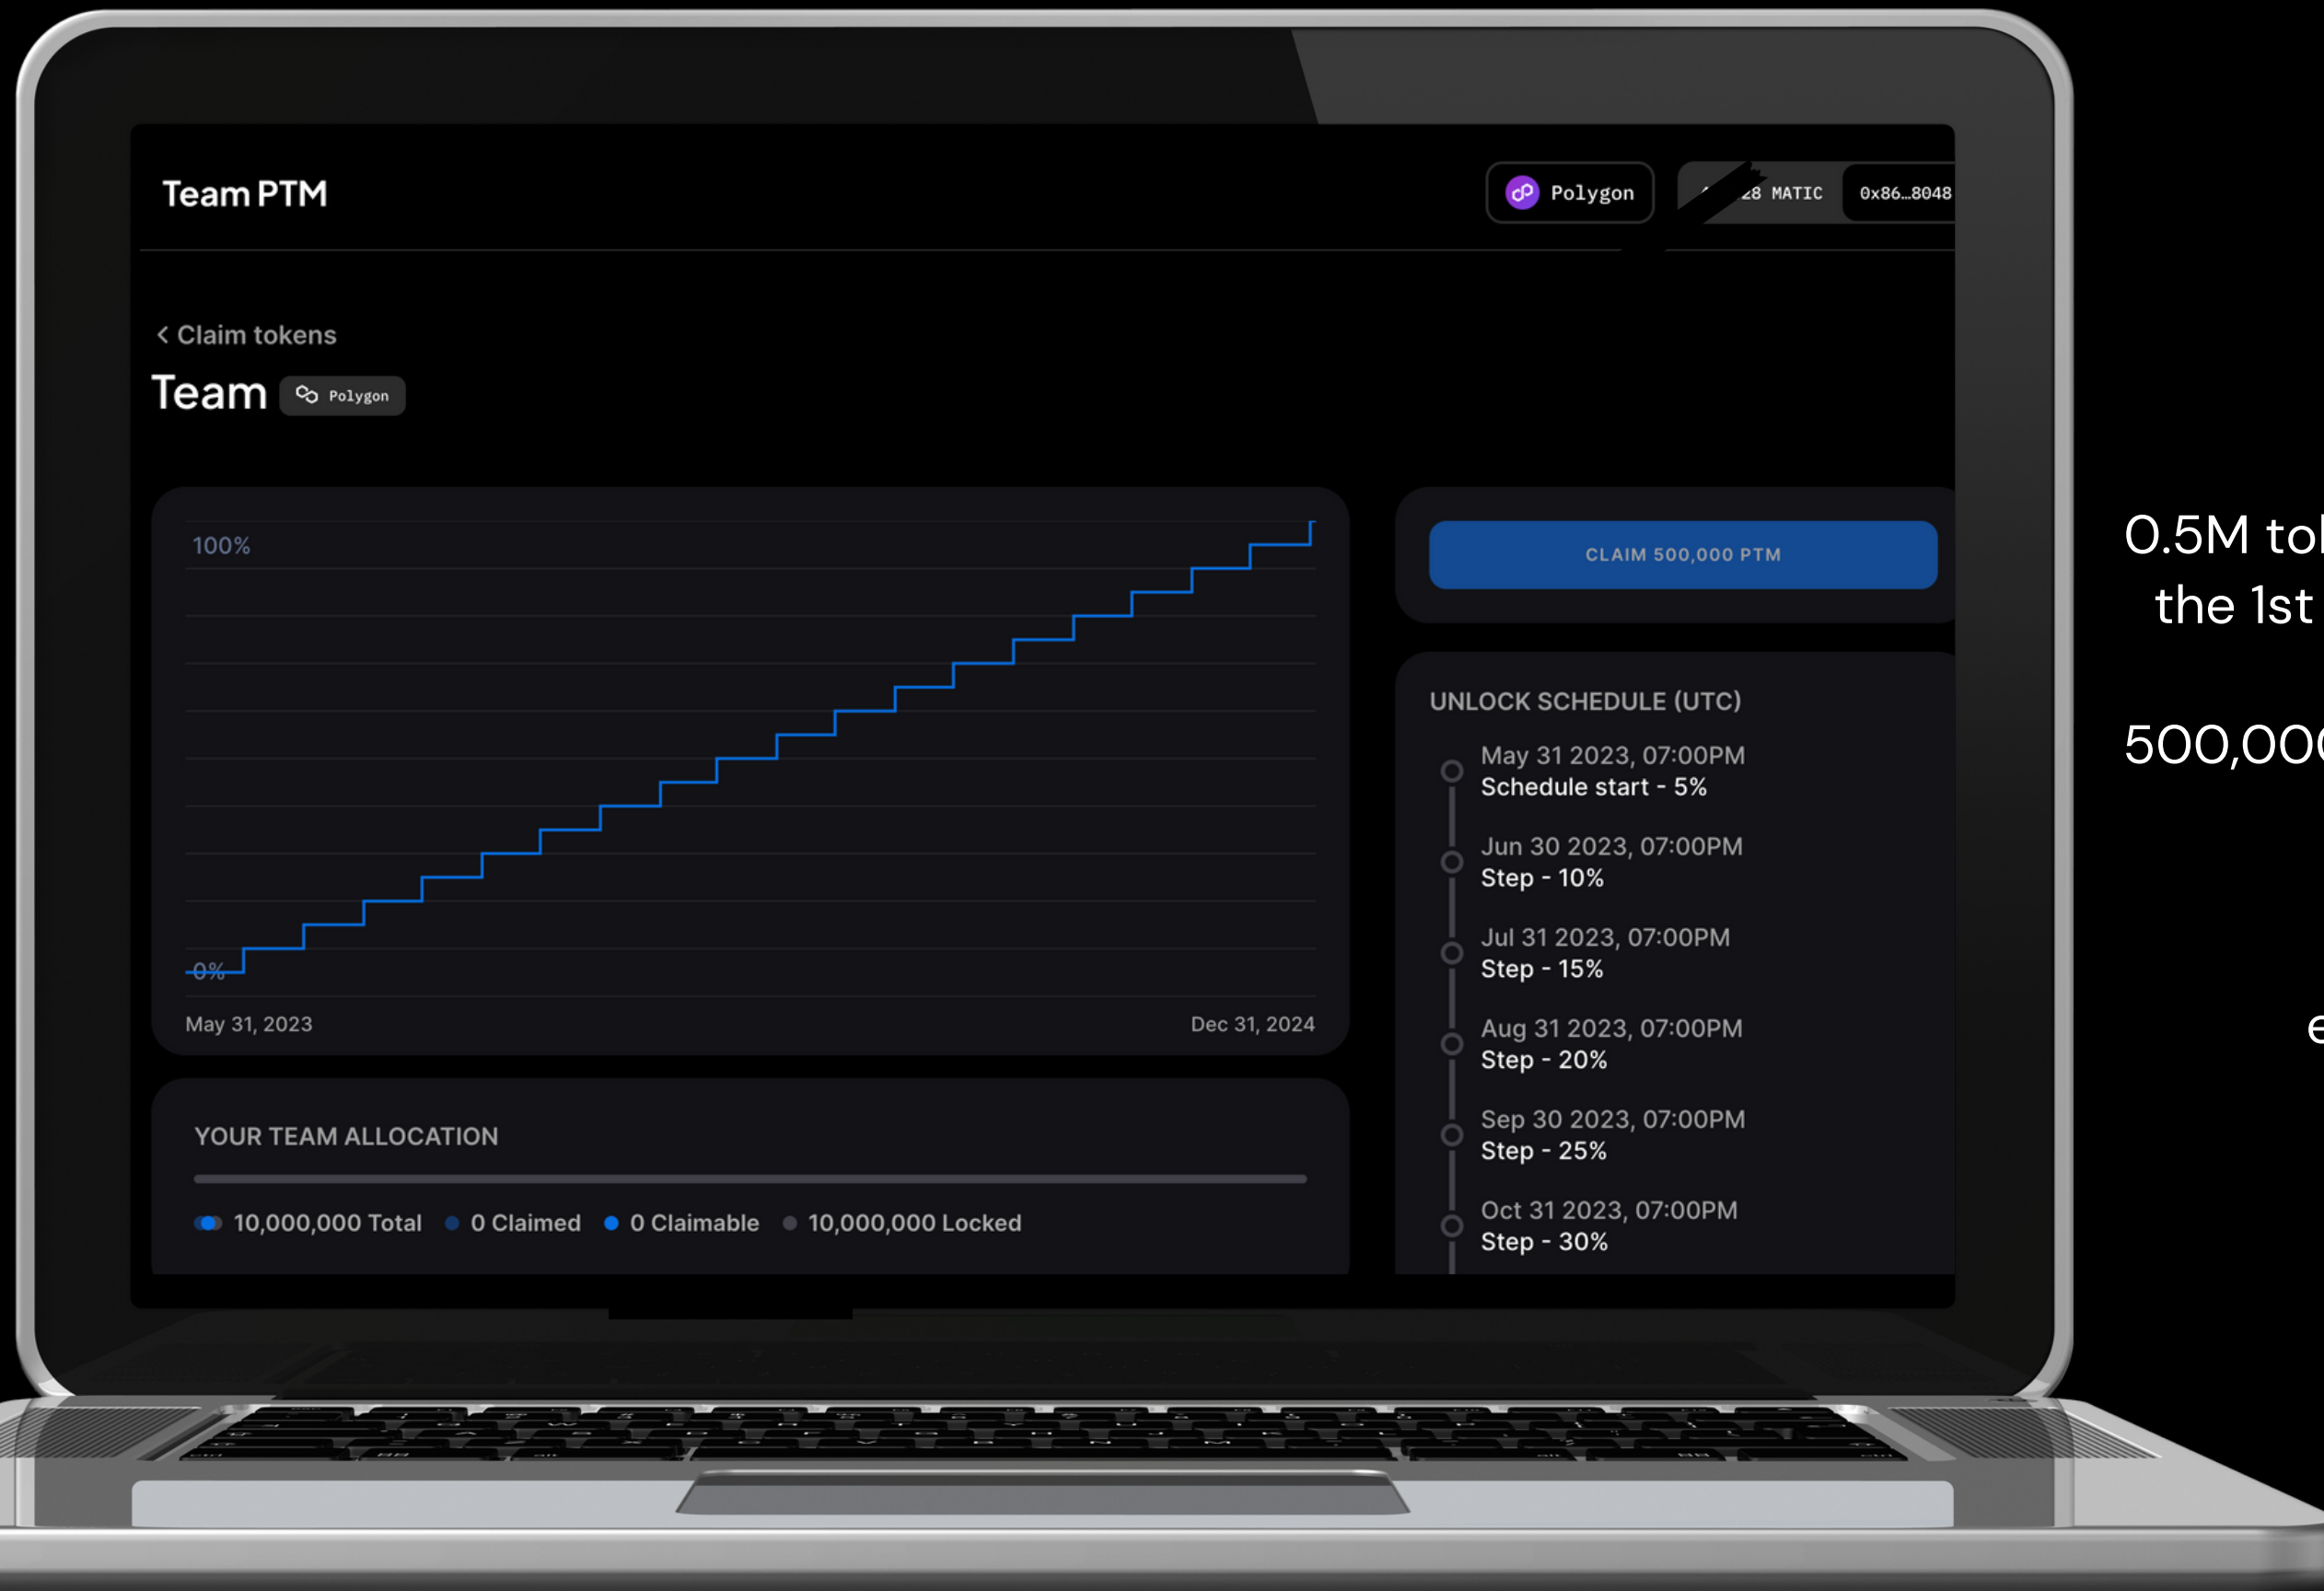 Team PTM
Polygon
28 MATIC
0x86...8048
< Claim tokens
Team
Polygon
100%
0%
May 31, 2023
Dec 31, 2024
YOUR TEAM ALLOCATION
10,000,000 Total
0 Claimed
0 Claimable
10,000,000 Locked
CLAIM 500,000 PTM
UNLOCK SCHEDULE (UTC)
May 31 2023, 07:00PM
Schedule start - 5%
Jun 30 2023, 07:00PM
Step - 10%
Jul 31 2023, 07:00PM
Step - 15%
Aug 31 2023, 07:00PM
Step - 20%
Sep 30 2023, 07:00PM
Step - 25%
Oct 31 2023, 07:00PM
Step - 30%
0.5M
the 1st